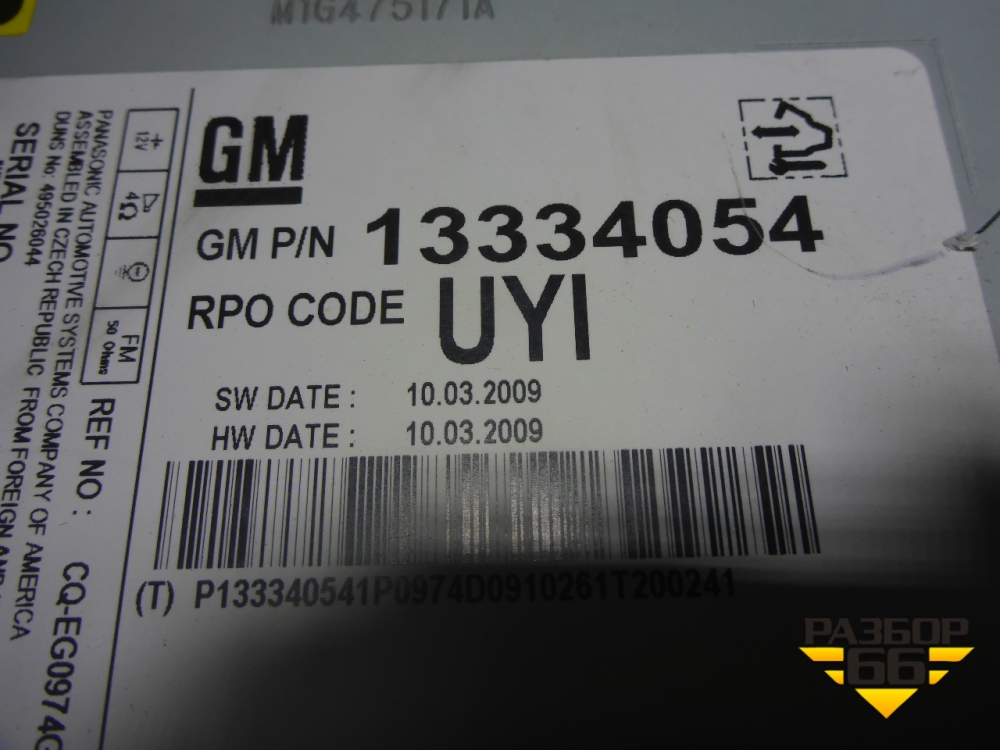 M1G475171A
GM
GM P/N 13334054
RPO CODE UYI
SW DATE : 10.03.2009
HW DATE : 10.03.2009
(T) P133340541P0974D0910261T200241
+ 12V
4Ω
FM
50 Ohms
PANASONIC AUTOMOTIVE SYSTEMS COMPANY OF AMERICA
ASSEMBLED IN CZECH REPUBLIC FROM FOREIGN AND
DUNS No: 495026044
REF NO : CQ-EG0974G
SERIAL NO
РАЗБОР
66